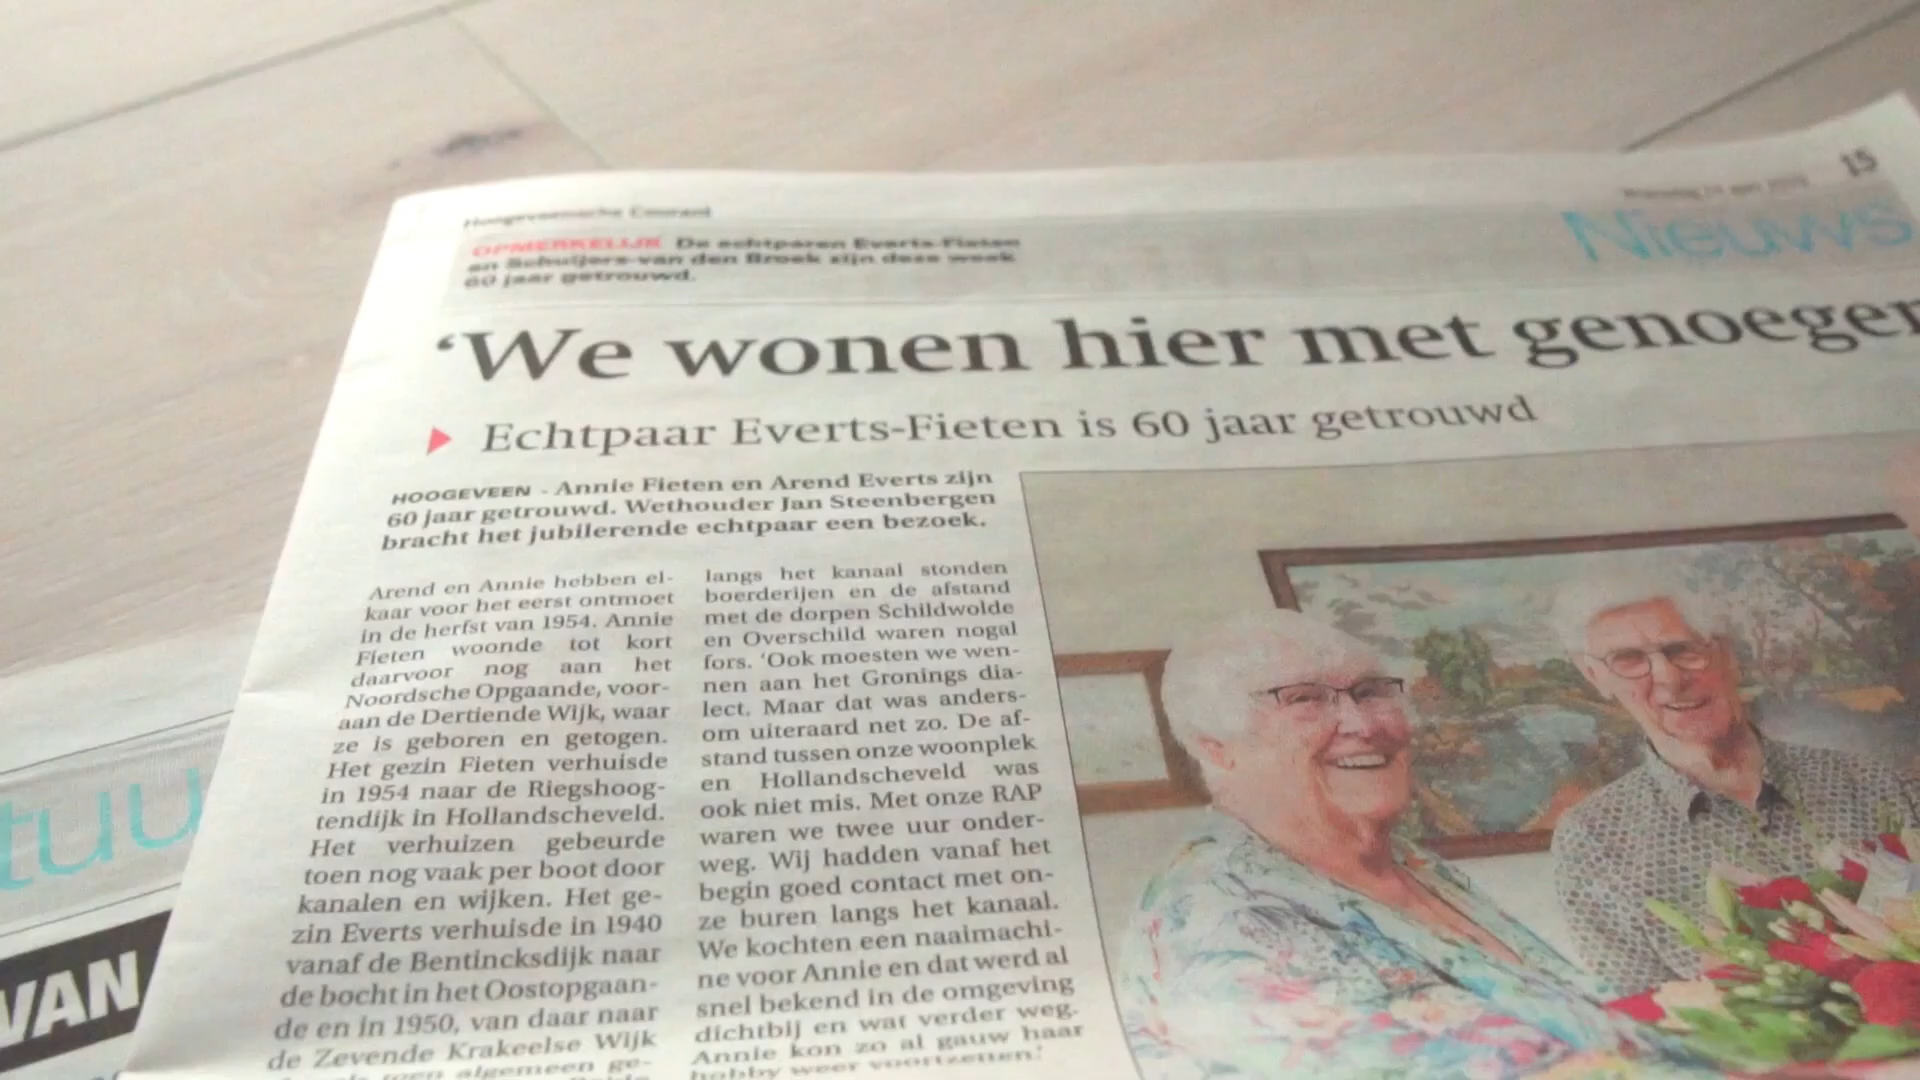 Hoogeveensche Courant
15
Nieuws
OPMERKELIJK De echtparen Everts-Fieten
en Schuijers-van den Broek zijn deze week
60 jaar getrouwd.
‘We wonen hier met genoegen
Echtpaar Everts-Fieten is 60 jaar getrouwd
HOOGEVEEN - Annie Fieten en Arend Everts zijn
60 jaar getrouwd. Wethouder Jan Steenbergen
bracht het jubilerende echtpaar een bezoek.
Arend en Annie hebben el-
kaar voor het eerst ontmoet
in de herfst van 1954. Annie
Fieten woonde tot kort
daarvoor nog aan het
Noordsche Opgaande, voor-
aan de Dertiende Wijk, waar
ze is geboren en getogen.
Het gezin Fieten verhuisde
in 1954 naar de Riegshoog-
tendijk in Hollandscheveld.
Het verhuizen gebeurde
toen nog vaak per boot door
kanalen en wijken. Het ge-
zin Everts verhuisde in 1940
vanaf de Bentincksdijk naar
de bocht in het Oostopgaan-
de en in 1950, van daar naar
de Zevende Krakeelse Wijk
toen algemeen ge-
langs het kanaal stonden
boerderijen en de afstand
met de dorpen Schildwolde
en Overschild waren nogal
fors. ‘Ook moesten we wen-
nen aan het Gronings dia-
lect. Maar dat was anders-
om uiteraard net zo. De af-
stand tussen onze woonplek
en Hollandscheveld was
ook niet mis. Met onze RAP
waren we twee uur onder-
weg. Wij hadden vanaf het
begin goed contact met on-
ze buren langs het kanaal.
We kochten een naaimachi-
ne voor Annie en dat werd al
snel bekend in de omgeving
dichtbij en wat verder weg.
Annie kon zo al gauw haar
hobby weer voortzetten.’
tuu
VAN